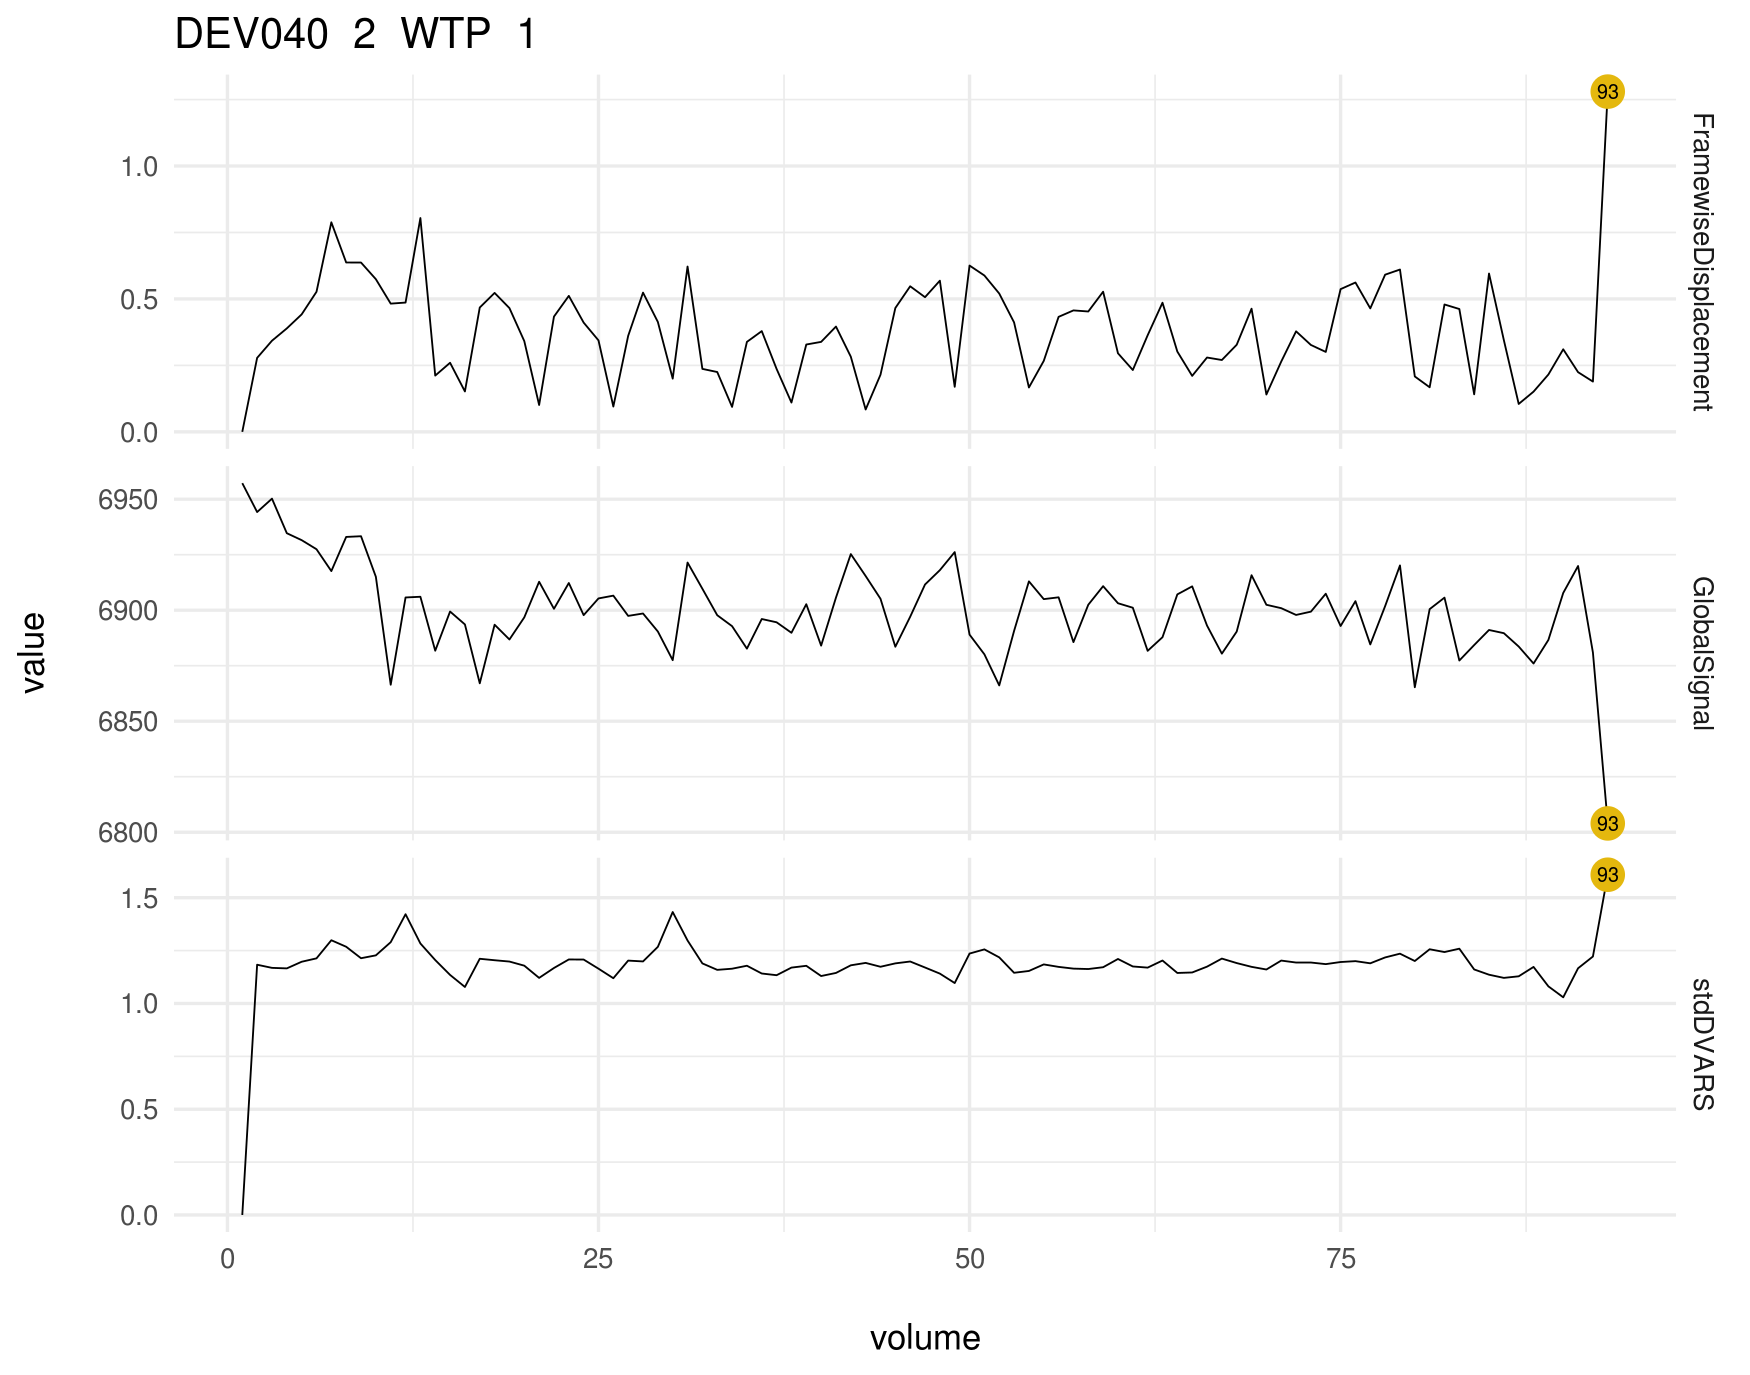 DEV040 2 WTP 1
value
1.0
0.5
0.0
93
FramewiseDisplacement
6950
6900
6850
6800
93
GlobalSignal
1.5
1.0
0.5
0.0
93
stdDVARS
0 25 50 75
volume